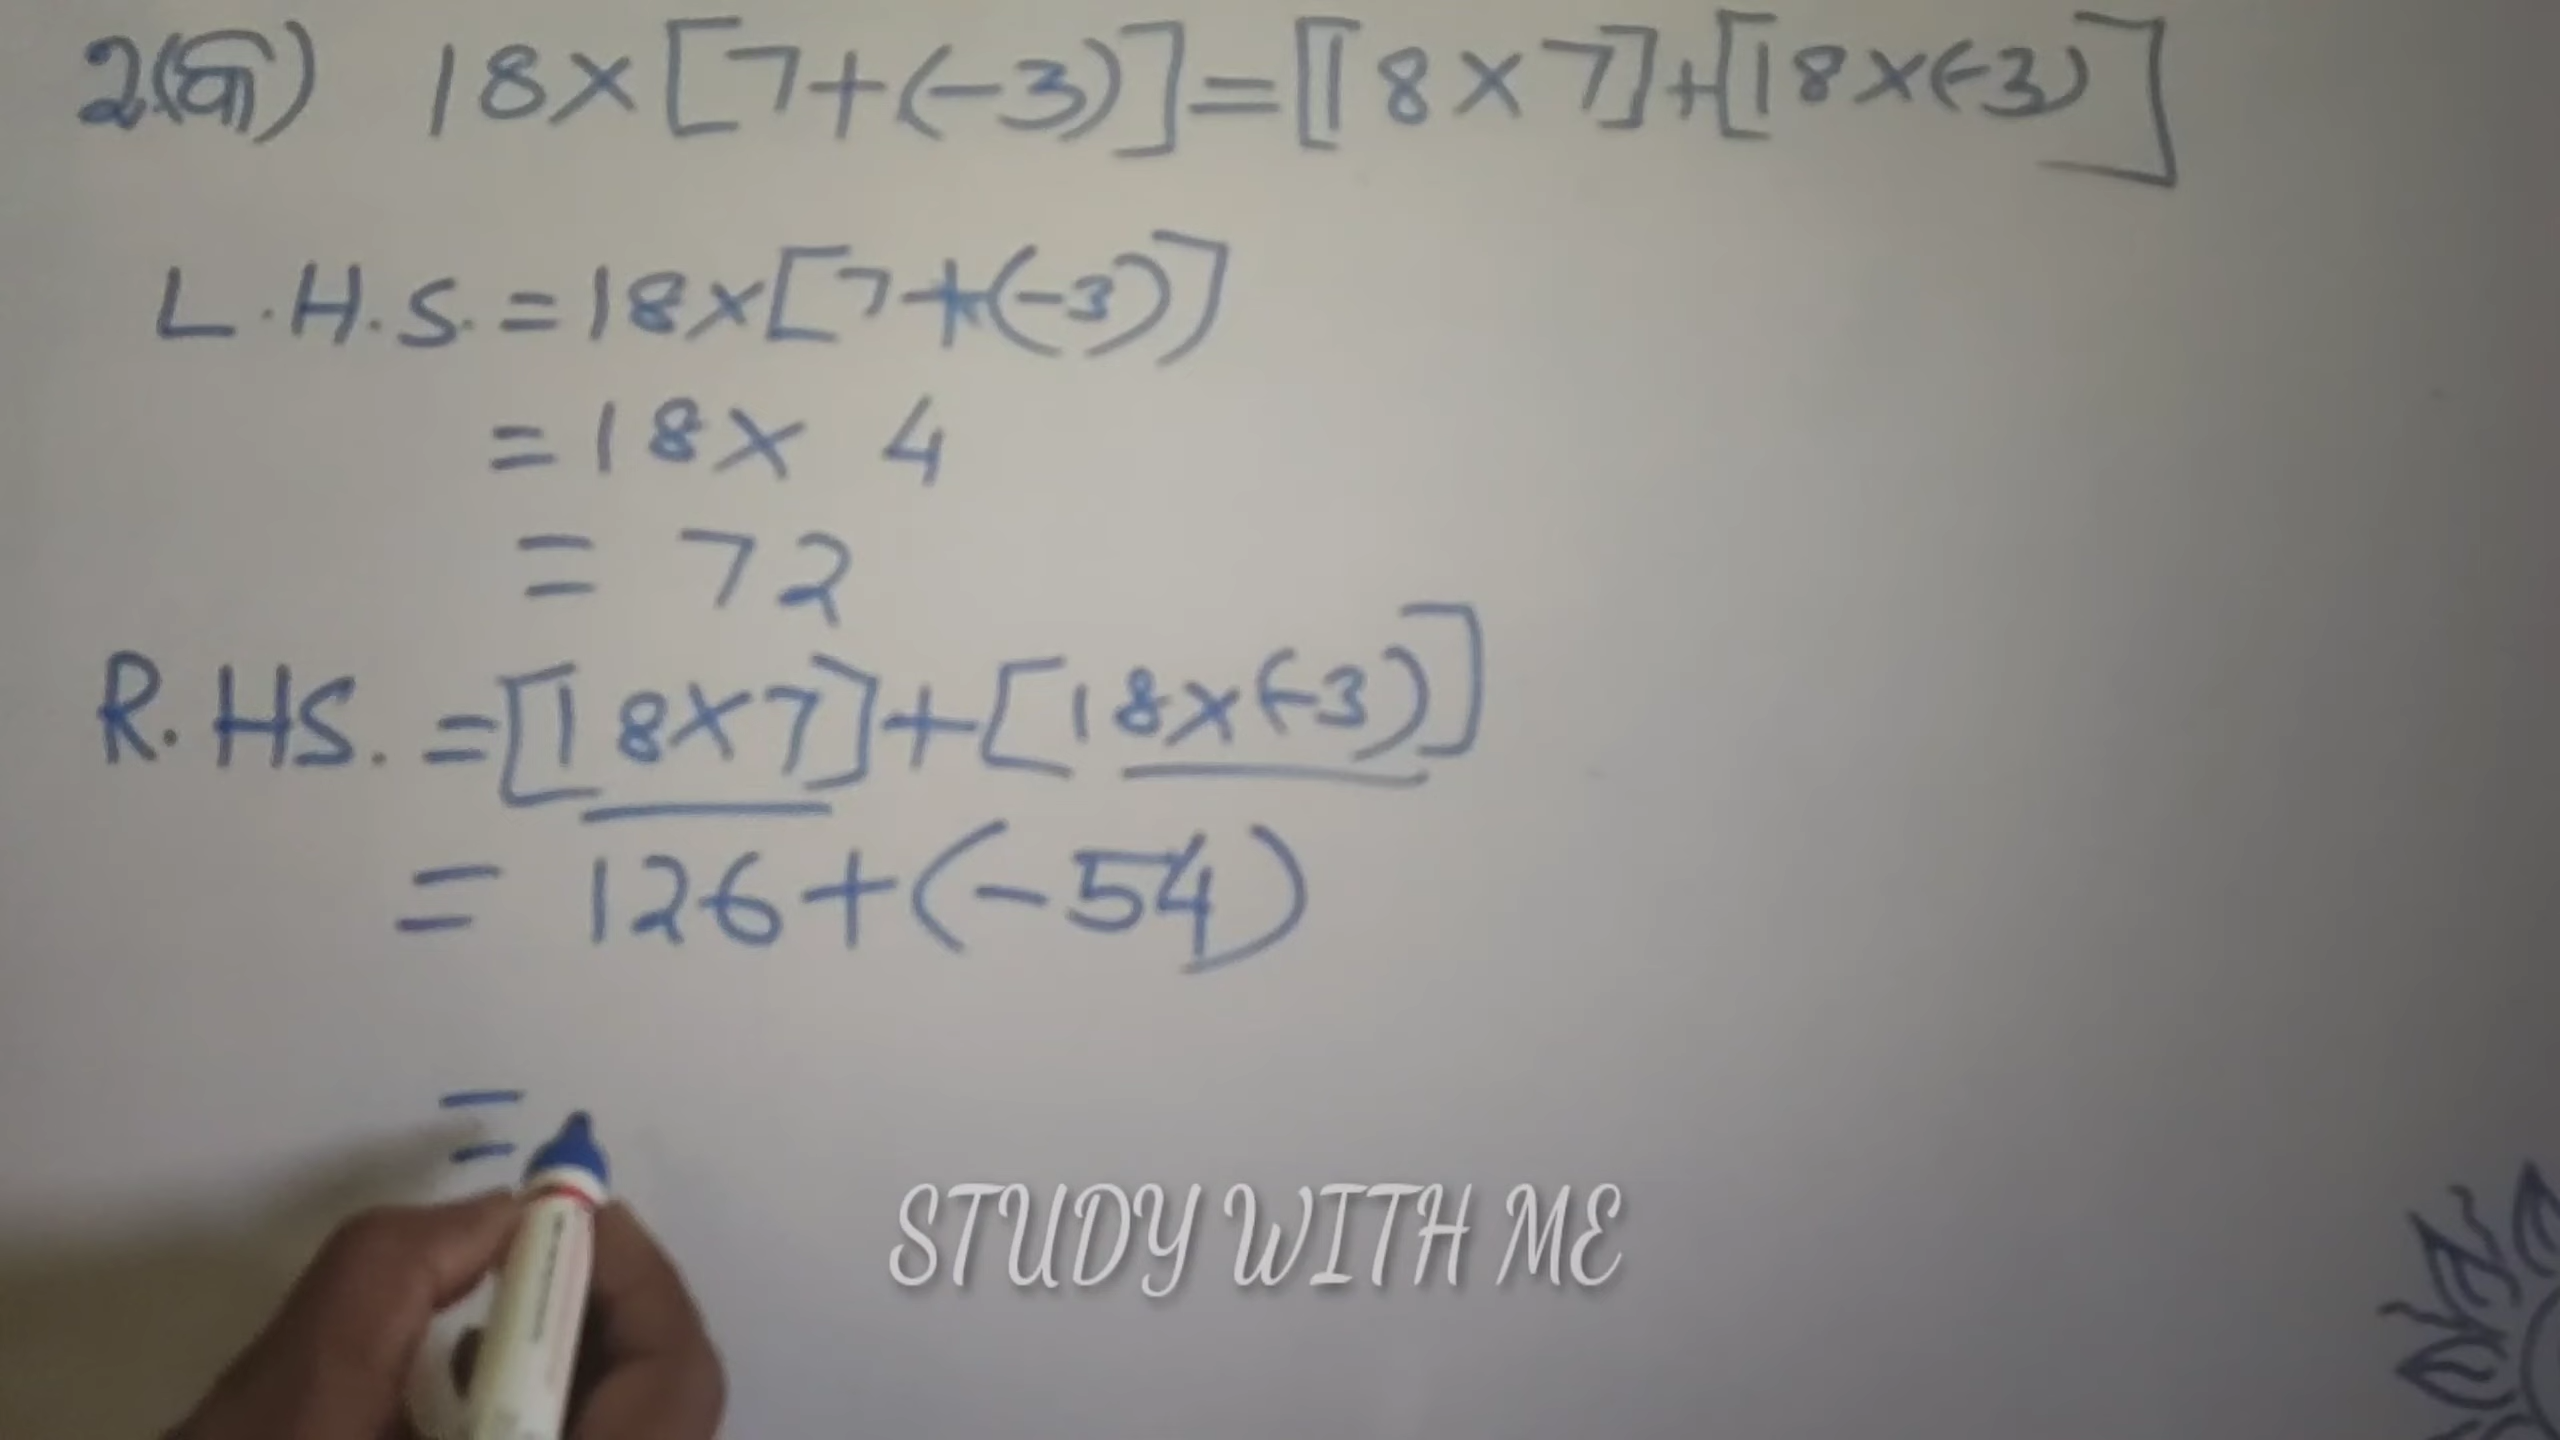 2(କ) 18×[7+(-3)]=[18×7]+[18×(-3)]
L.H.S.=18×[7+(-3)]
=18× 4
= 72
R.HS. =[18×7]+[18×(-3)]
= 126+(-54)
=
STUDY WITH ME